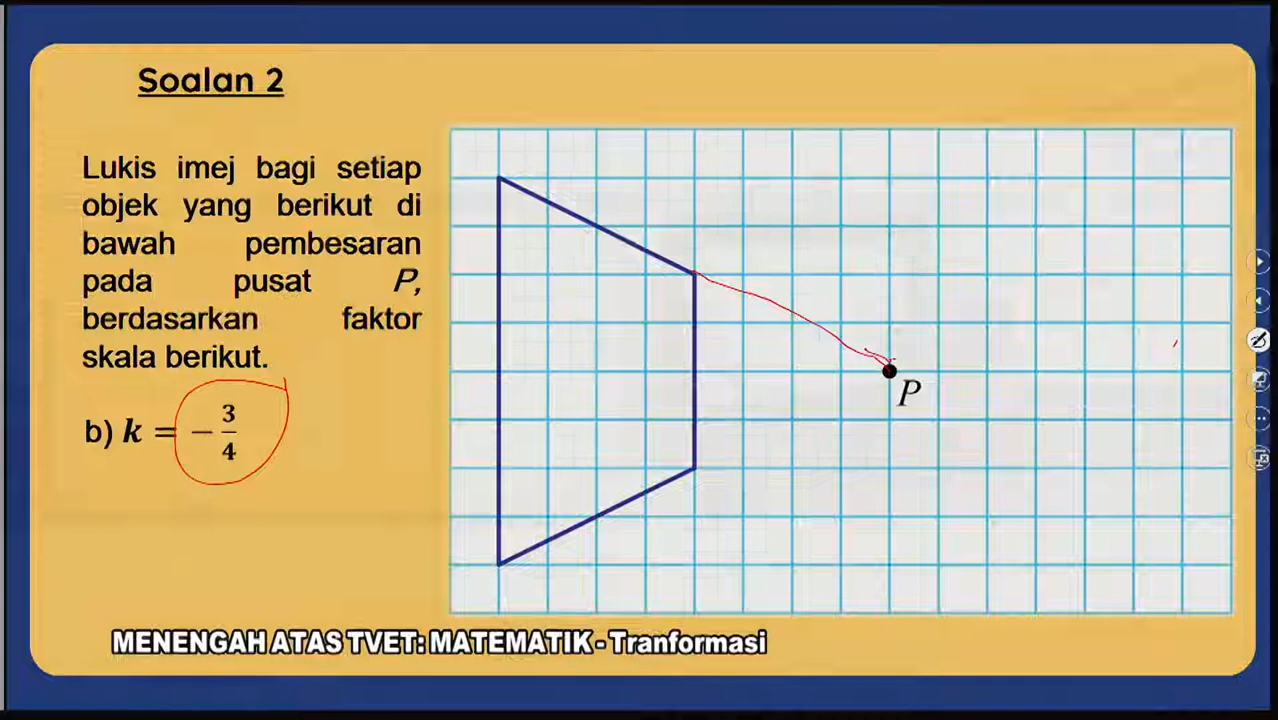 Soalan 2
Lukis imej bagi setiap
objek yang berikut di
bawah pembesaran
pada pusat P,
berdasarkan faktor
skala berikut.
b) k = − 3/4
P
MENENGAH ATAS TVET: MATEMATIK - Tranformasi